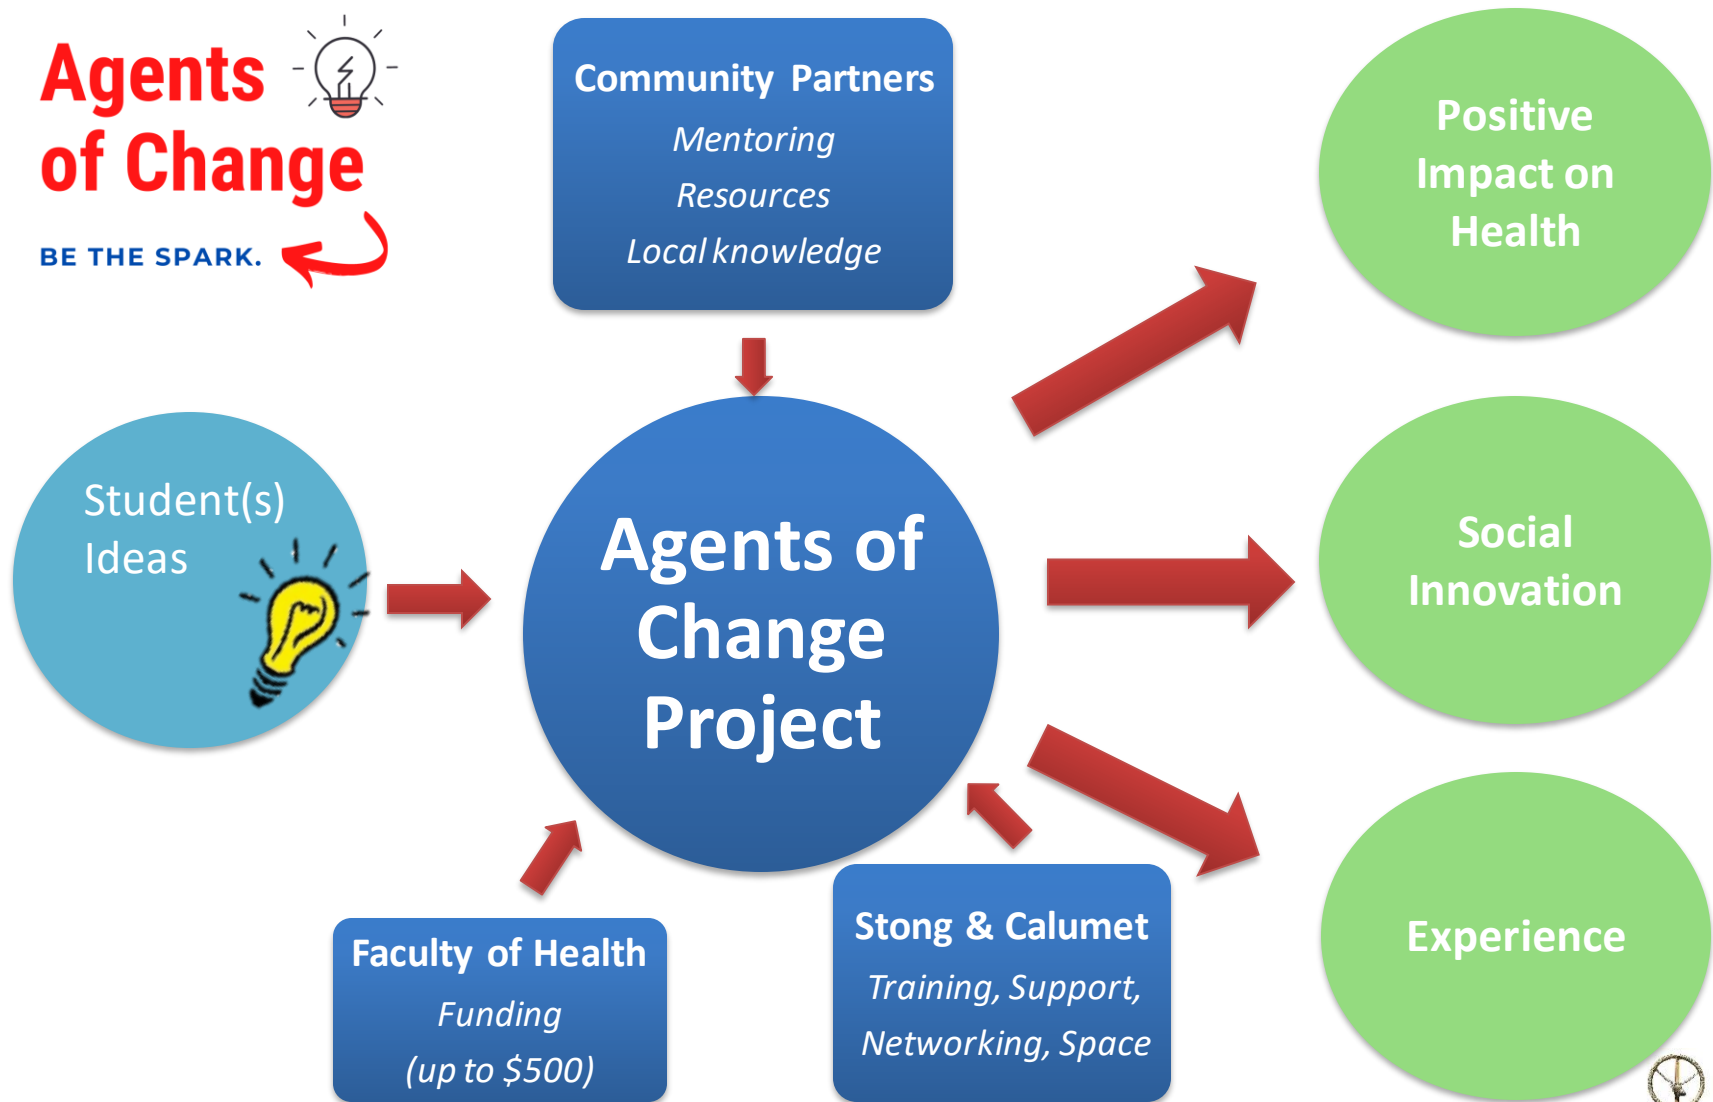 Agents
of Change
BE THE SPARK.
Community Partners
Mentoring
Resources
Local knowledge
Positive
Impact on
Health
Student(s)
Ideas
Agents of
Change
Project
Social
Innovation
Faculty of Health
Funding
(up to $500)
Stong & Calumet
Training, Support,
Networking, Space
Experience